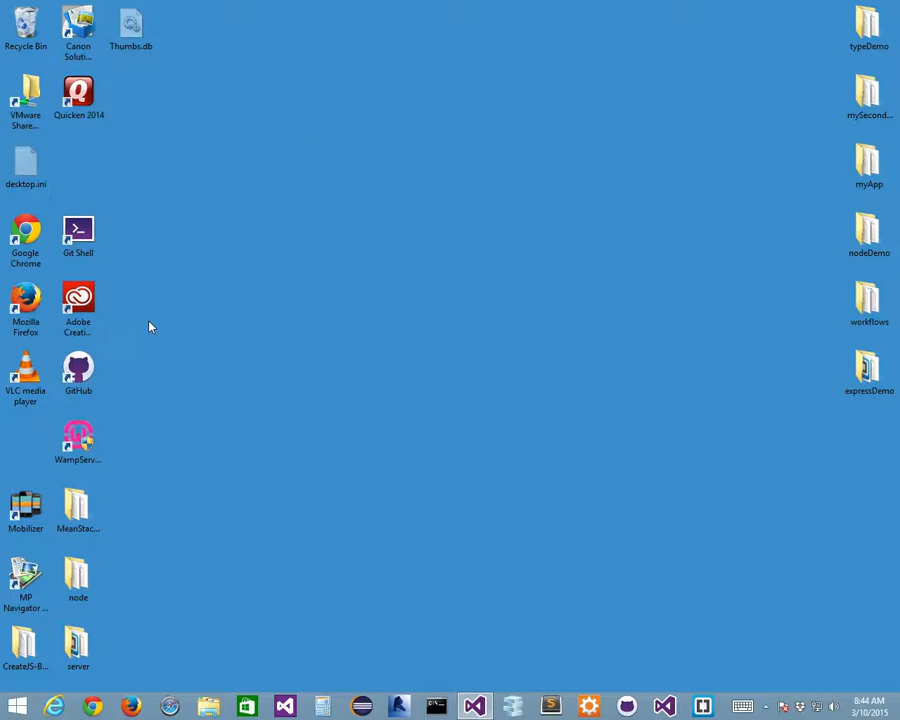 Recycle Bin
Canon
Soluti...
Thumbs.db
typeDemo
VMware
Share...
Quicken 2014
mySecond...
desktop.ini
myApp
Google
Chrome
Git Shell
nodeDemo
Mozilla
Firefox
Adobe
Creati...
workflows
VLC media
player
GitHub
expressDemo
WampServ...
Mobilizer
MeanStac...
MP
Navigator ...
node
CreateJS-B...
server
8:44 AM
3/10/2015